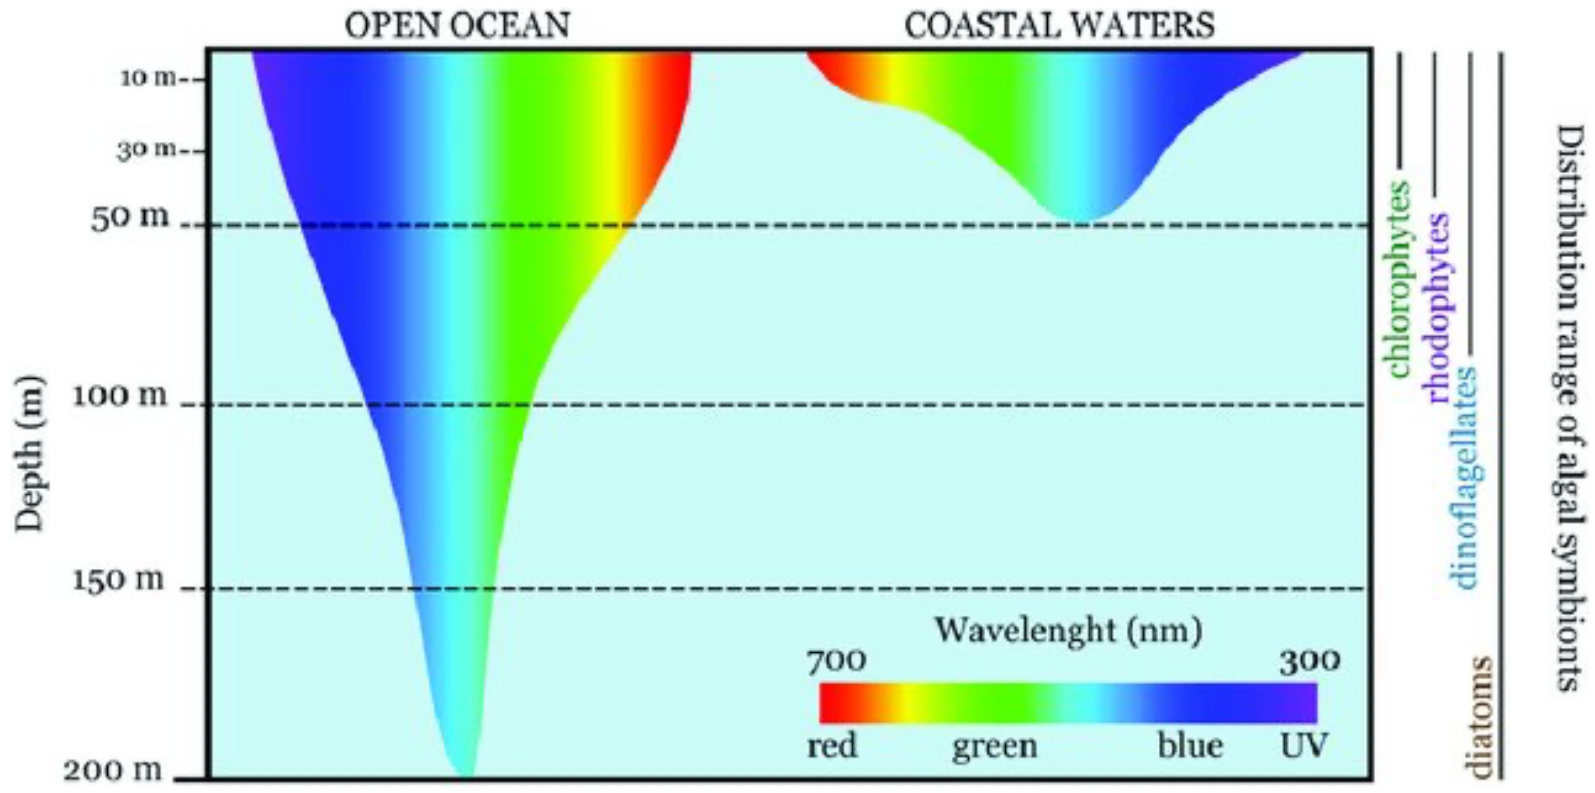 OPEN OCEAN
COASTAL WATERS
10 m
30 m
50 m
100 m
150 m
200 m
Depth (m)
Wavelenght (nm)
700
300
red
green
blue
UV
chlorophytes
rhodophytes
dinoflagellates
diatoms
Distribution range of algal symbionts